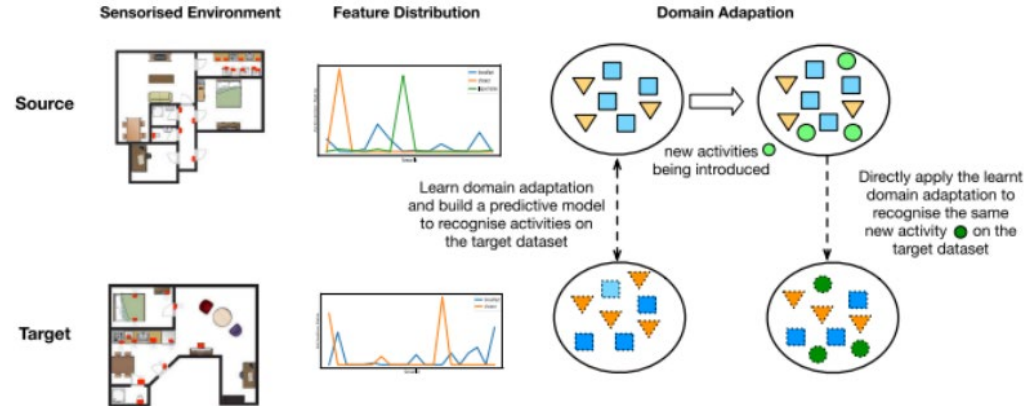 Sensorised Environment
Feature Distribution
Domain Adapation
Source
new activities
being introduced
Learn domain adaptation
and build a predictive model
to recognise activities on
the target dataset
Directly apply the learnt
domain adaptation to
recognise the same
new activity on the
target dataset
Target